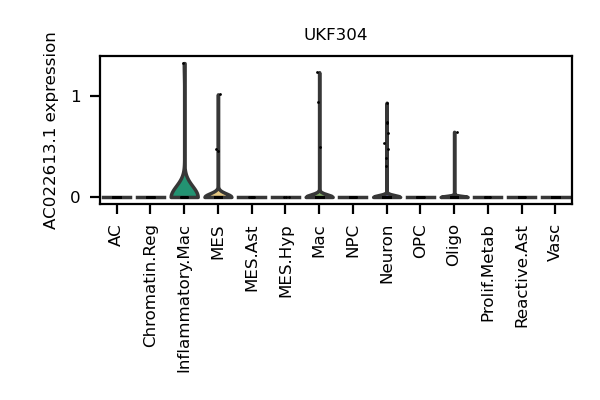 UKF304
AC022613.1 expression
1
0
AC
Chromatin.Reg
Inflammatory.Mac
MES
MES.Ast
MES.Hyp
Mac
NPC
Neuron
OPC
Oligo
Prolif.Metab
Reactive.Ast
Vasc